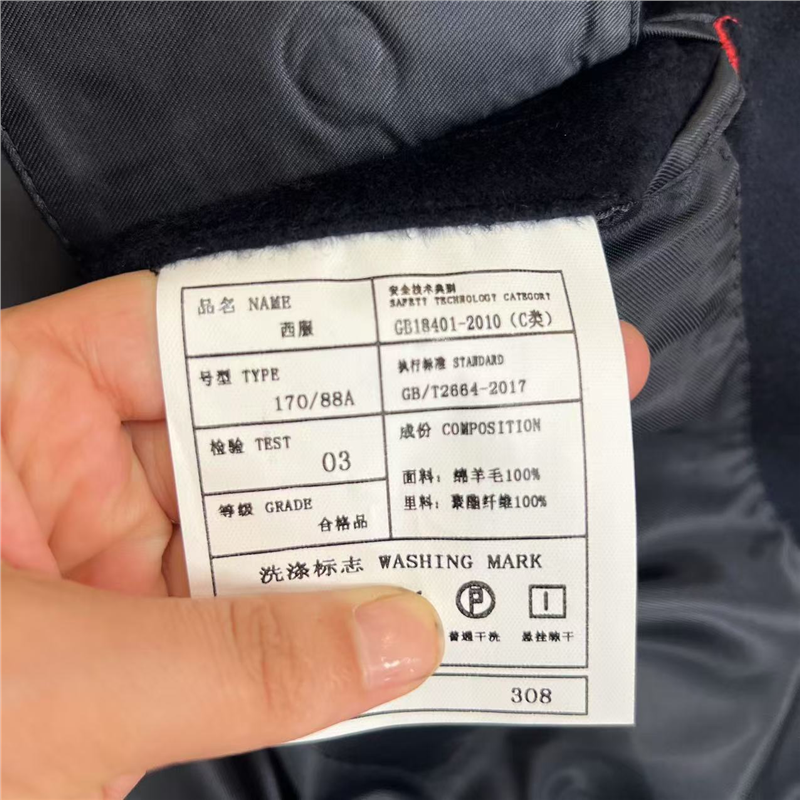 品名 NAME
西服
安全技术类别
SAFETY TECHNOLOGY CATEGORY
GB18401-2010 (C类)
号型 TYPE
170/88A
执行标准 STANDARD
GB/T2664-2017
检验 TEST
03
成份 COMPOSITION
面料: 绵羊毛100%
里料: 聚酯纤维100%
等级 GRADE
合格品
洗涤标志 WASHING MARK
P
普通干洗 悬挂晾干
308